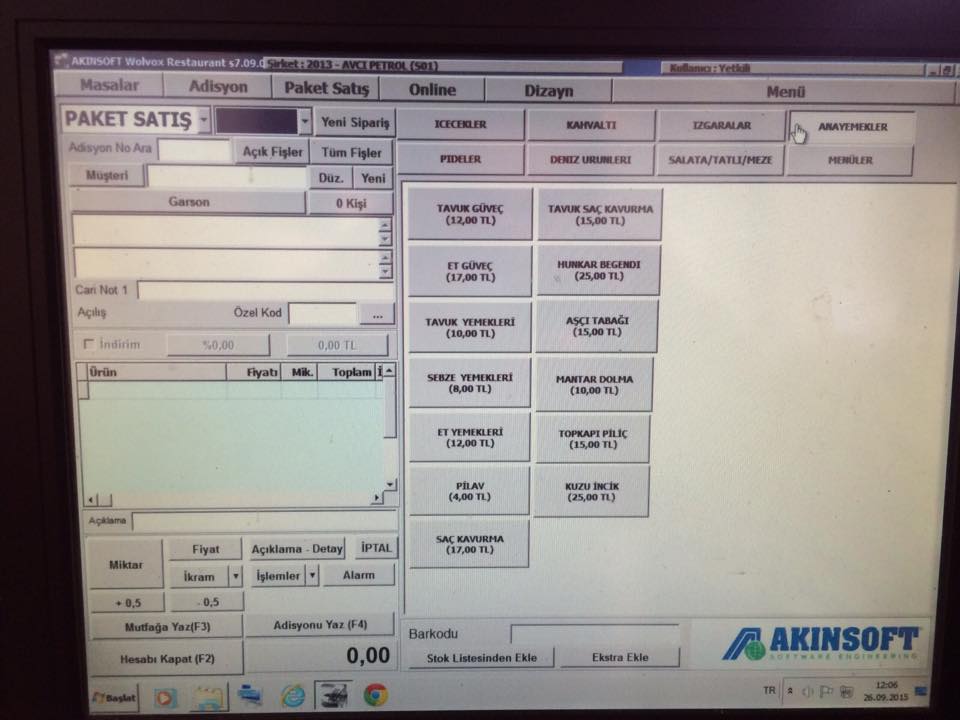 AKINSOFT Wolvox Restaurant s7.09.0
Şirket : 2013 - AVCI PETROL (S01)
Kullanıcı : Yetkili
Masalar Adisyon Paket Satış Online Dizayn Menü
PAKET SATIŞ Yeni Sipariş
Adisyon No Ara Açık Fişler Tüm Fişler
Müşteri Düz. Yeni
Garson 0 Kişi
Cari Not 1
Açılış Özel Kod ...
İndirim %0,00 0,00 TL
Ürün Fiyatı Mik. Toplam İ
Açıklama
Miktar Fiyat Açıklama - Detay İPTAL
İkram İşlemler Alarm
+ 0,5 - 0,5
Mutfağa Yaz(F3) Adisyonu Yaz (F4)
Hesabı Kapat (F2) 0,00
ICECEKLER KAHVALTI IZGARALAR ANAYEMEKLER
PIDELER DENIZ URUNLERI SALATA/TATLI/MEZE MENÜLER
TAVUK GÜVEÇ
(12,00 TL)
TAVUK SAÇ KAVURMA
(15,00 TL)
ET GÜVEÇ
(17,00 TL)
HUNKAR BEGENDI
(25,00 TL)
TAVUK YEMEKLERİ
(10,00 TL)
AŞÇI TABAĞI
(15,00 TL)
SEBZE YEMEKLERİ
(8,00 TL)
MANTAR DOLMA
(10,00 TL)
ET YEMEKLERİ
(12,00 TL)
TOPKAPI PİLİÇ
(15,00 TL)
PİLAV
(4,00 TL)
KUZU İNCİK
(25,00 TL)
SAÇ KAVURMA
(17,00 TL)
Barkodu
Stok Listesinden Ekle Ekstra Ekle
AKINSOFT
SOFTWARE ENGINEERING
Başlat
TR
12:06
26.09.2015